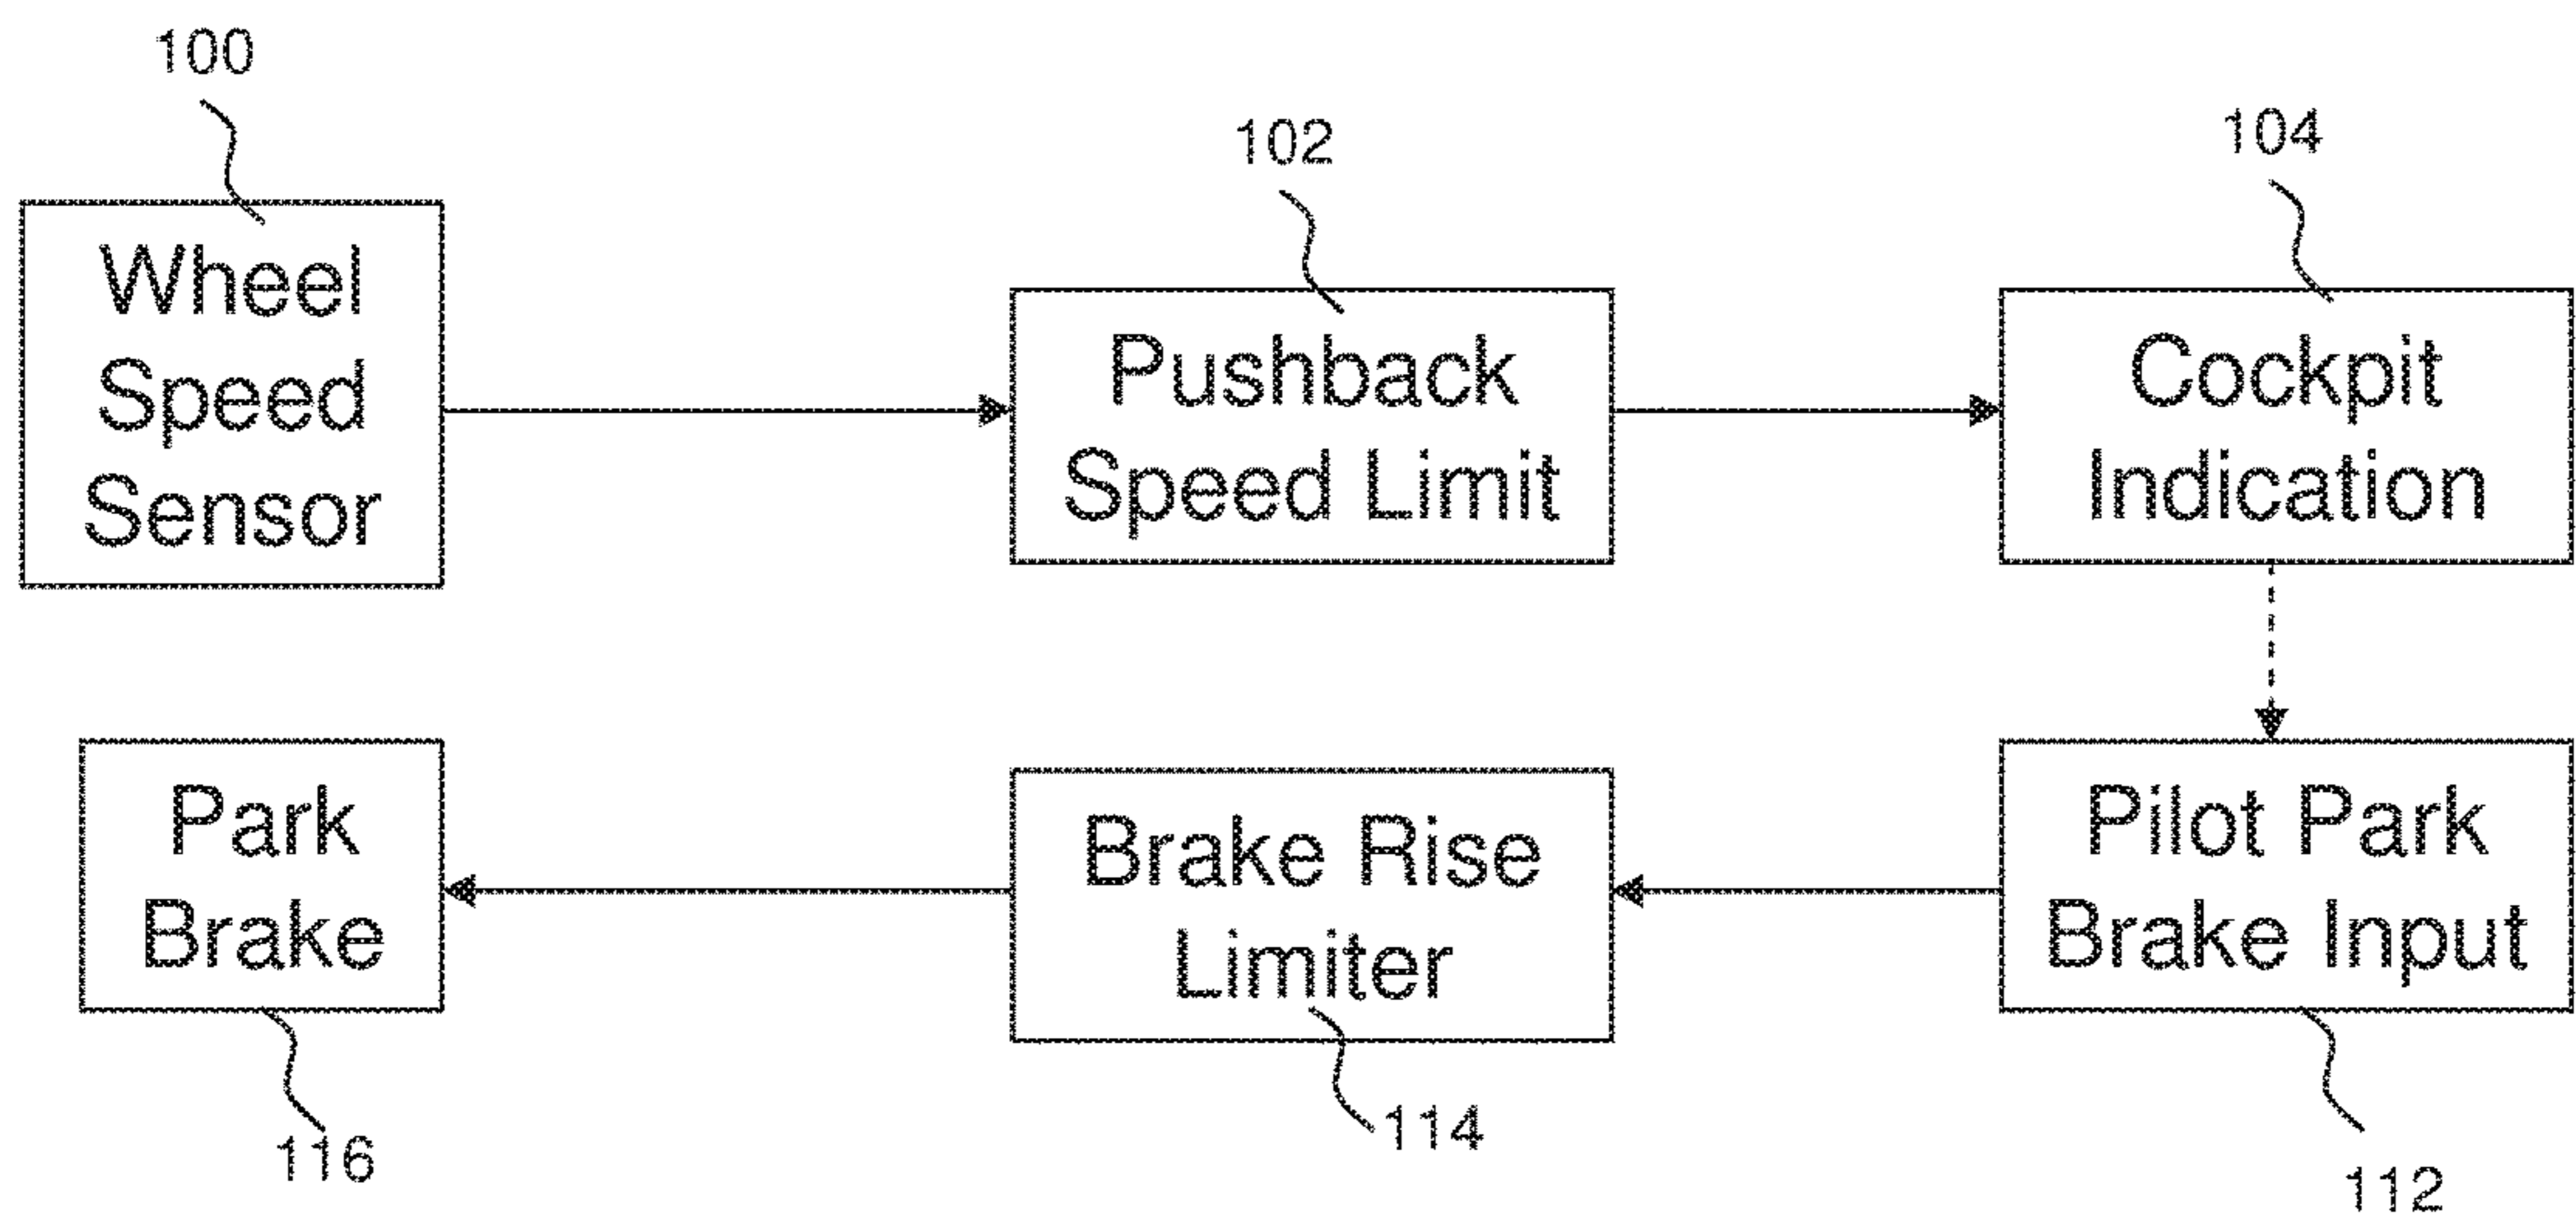 100
Wheel
Speed
Sensor
102
Pushback
Speed Limit
104
Cockpit
Indication
Park
Brake
116
Brake Rise
Limiter
114
Pilot Park
Brake Input
112